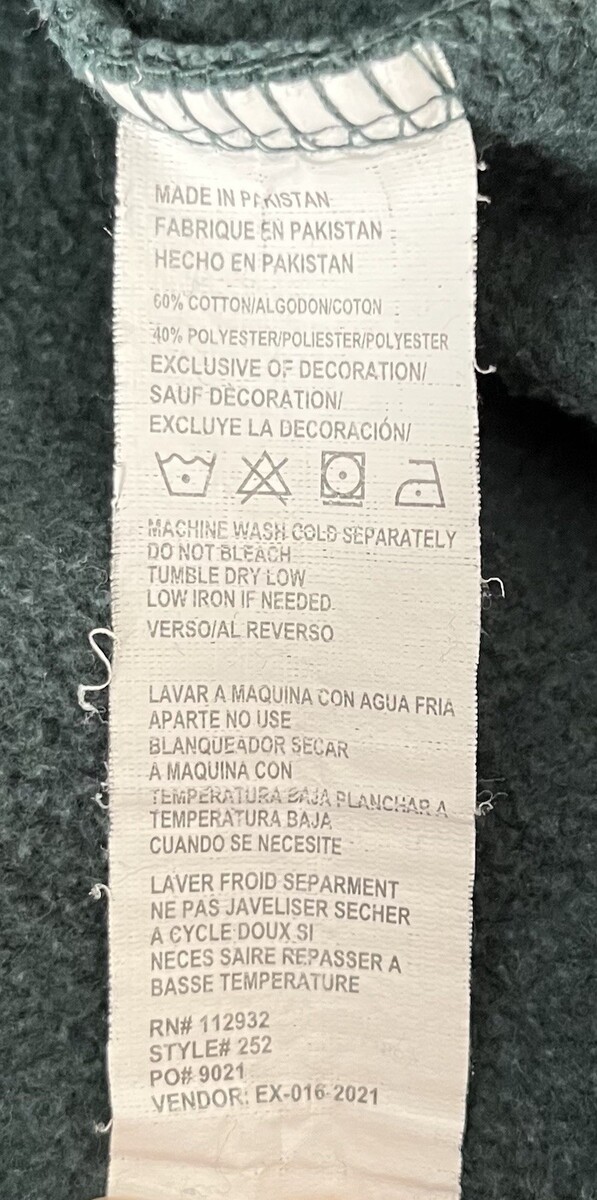 MADE IN PAKISTAN
FABRIQUE EN PAKISTAN
HECHO EN PAKISTAN
60% COTTON/ALGODON/COTON
40% POLYESTER/POLIESTER/POLYESTER
EXCLUSIVE OF DECORATION/
SAUF DÈCORATION/
EXCLUYE LA DECORACIÓN/
MACHINE WASH COLD SEPARATELY
DO NOT BLEACH
TUMBLE DRY LOW
LOW IRON IF NEEDED.
VERSO/AL REVERSO
LAVAR A MAQUINA CON AGUA FRIA
APARTE NO USE
BLANQUEADOR SECAR
A MAQUINA CON
TEMPERATURA BAJA PLANCHAR A
TEMPERATURA BAJA
CUANDO SE NECESITE
LAVER FROID SEPARMENT
NE PAS JAVELISER SECHER
A CYCLE DOUX SI
NECES SAIRE REPASSER A
BASSE TEMPERATURE
RN# 112932
STYLE# 252
PO# 9021
VENDOR: EX-016-2021